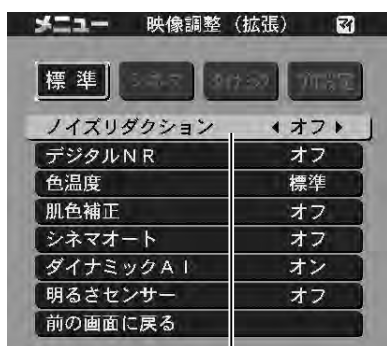 メニュー 映像調整（拡張）
標準
ノイズリダクション オフ
デジタルNR オフ
色温度 標準
肌色補正 オフ
シネマオート オフ
ダイナミックAI オン
明るさセンサー オフ
前の画面に戻る